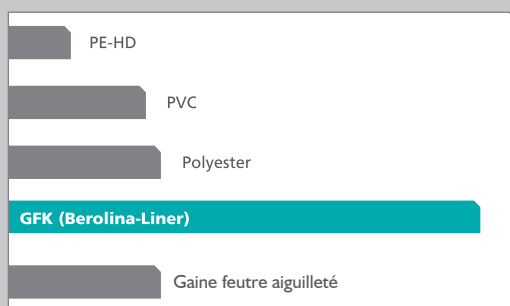 PE-HD
PVC
Polyester
GFK (Berolina-Liner)
Gaine feutre aiguilleté